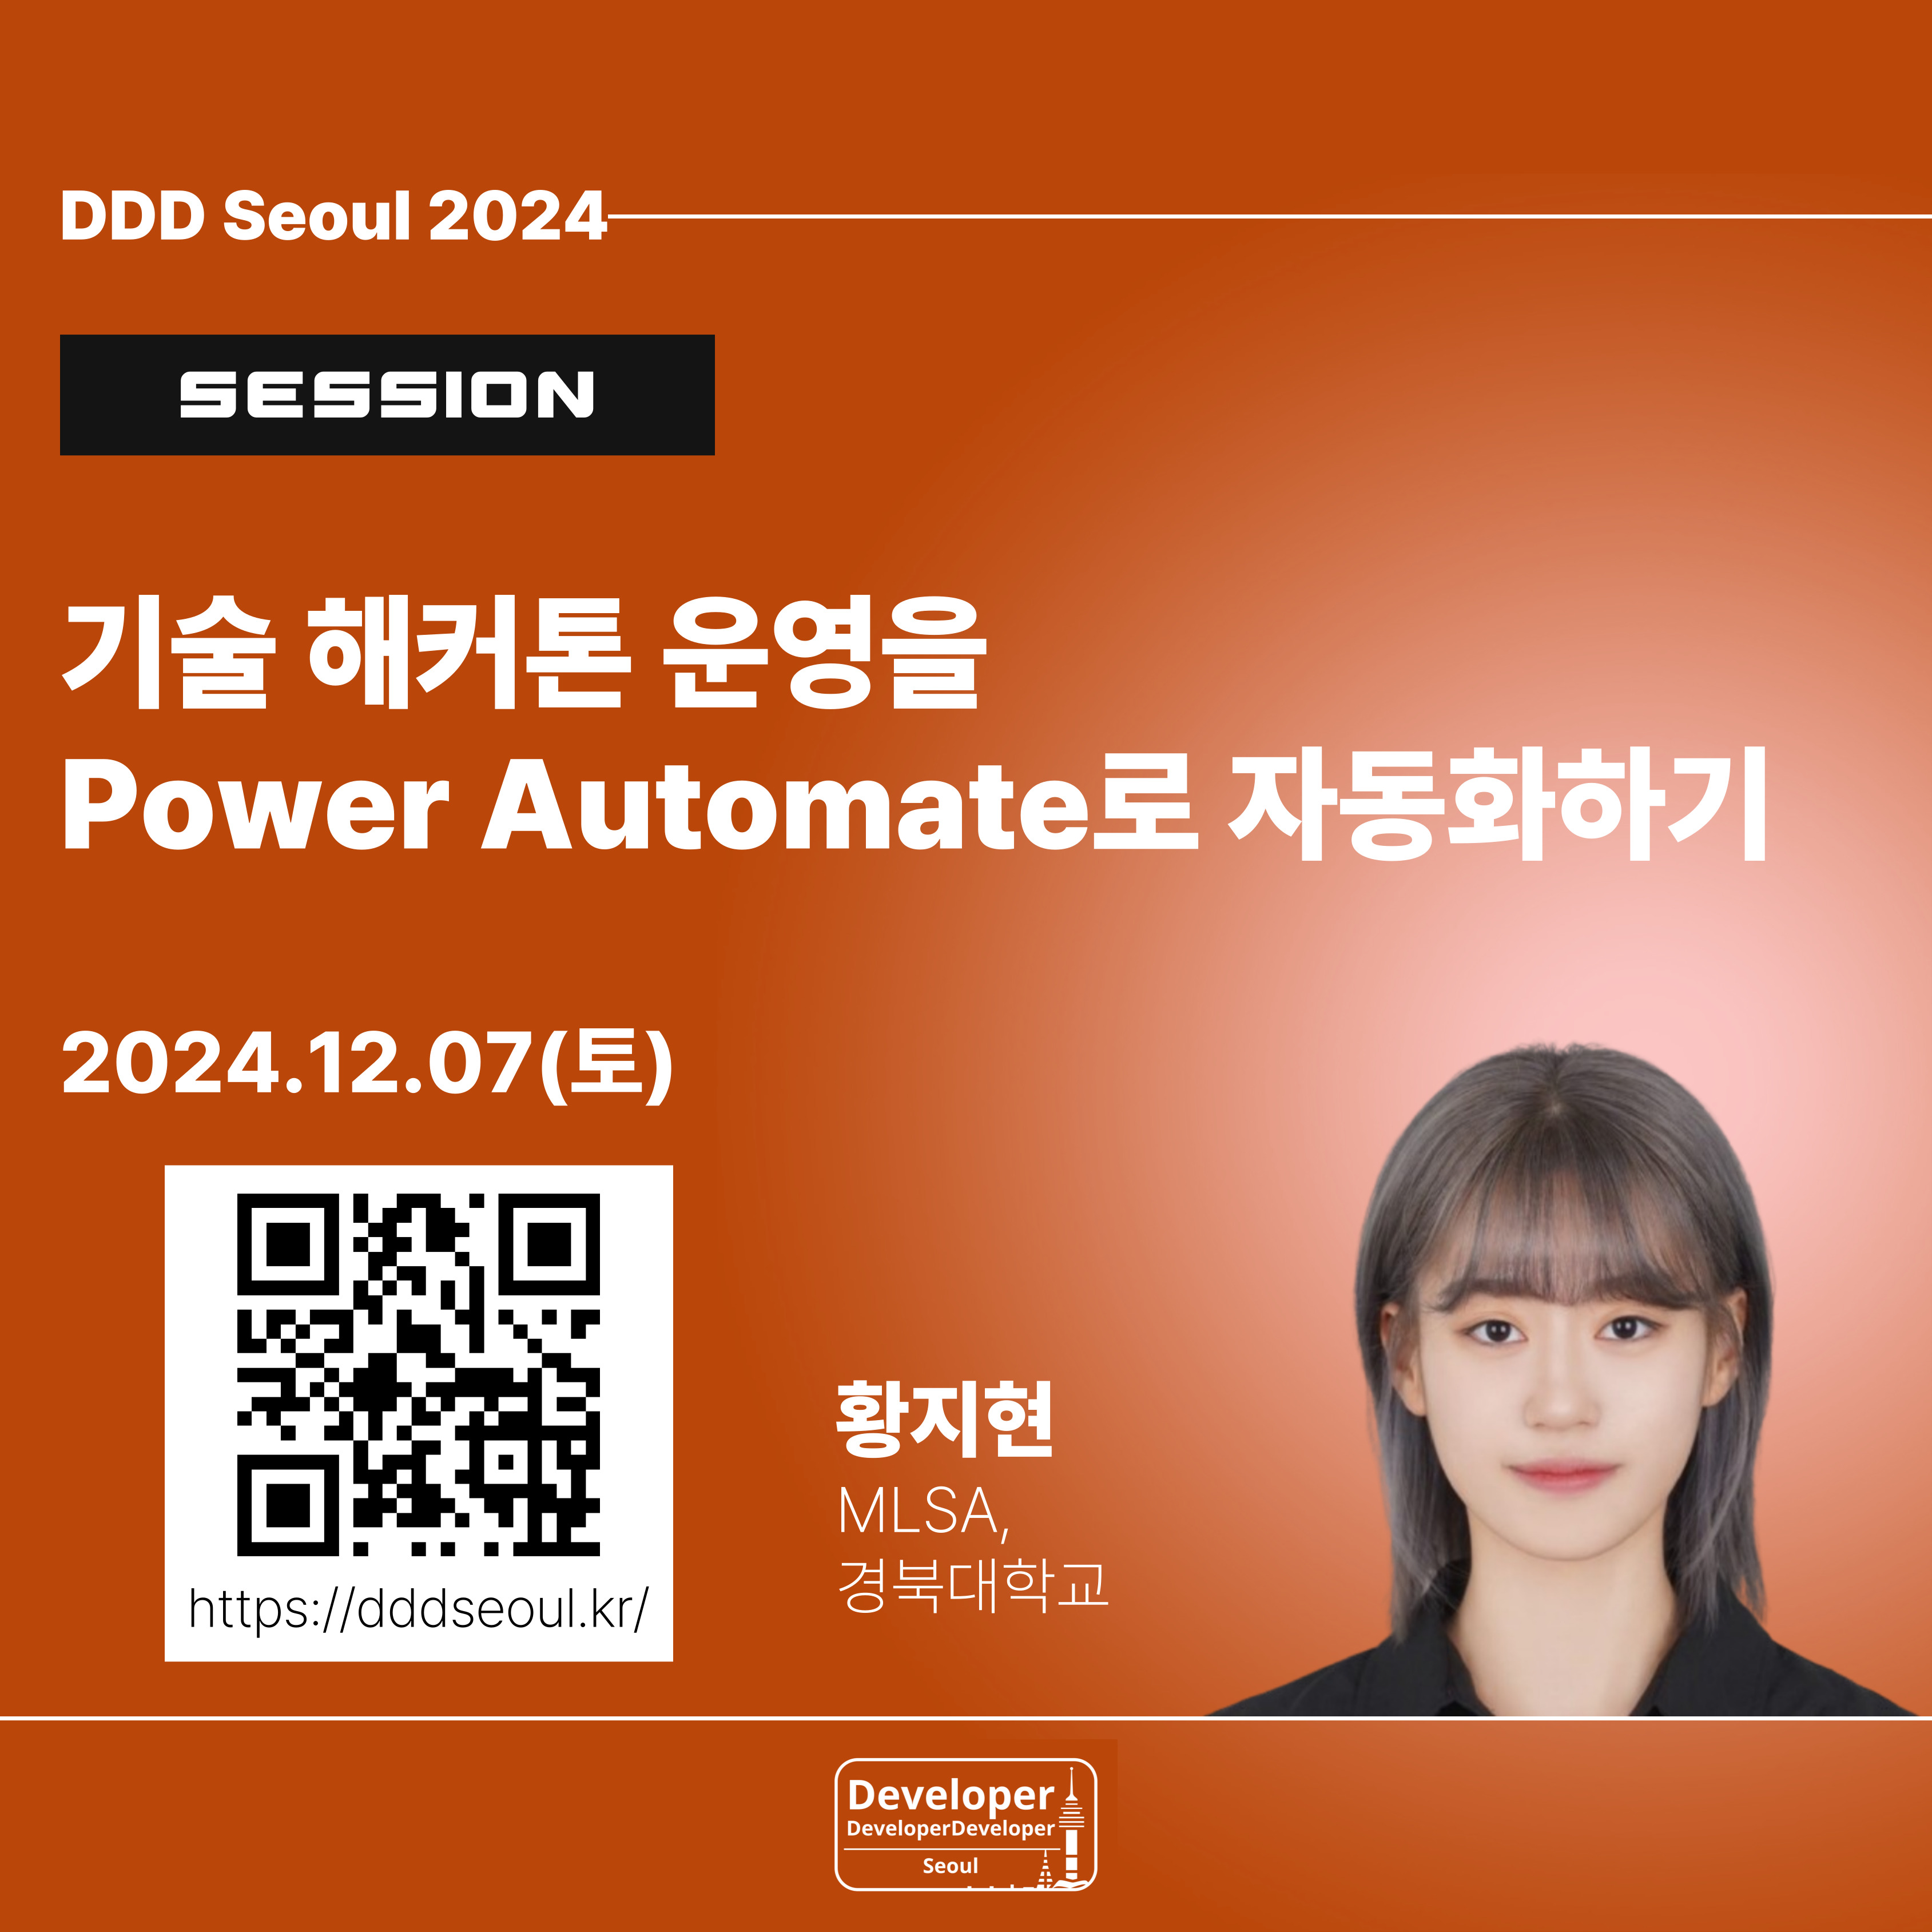 DDD Seoul 2024
SESSION
기술 해커톤 운영을
Power Automate로 자동화하기
2024.12.07(토)
https://dddseoul.kr/
황지현
MLSA,
경북대학교
Developer
DeveloperDeveloper
Seoul